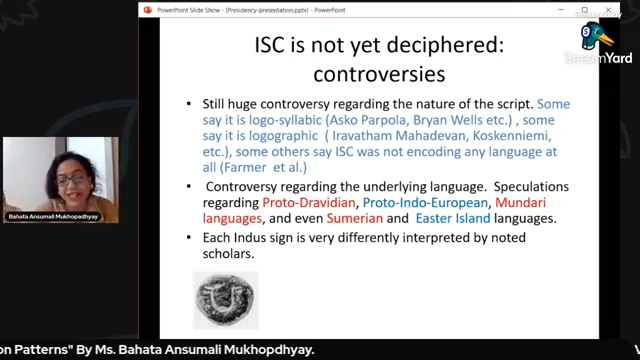 PowerPoint Slide Show - [Presidency-presentation.pptx] - PowerPoint
StreamYard
ISC is not yet deciphered:
controversies
• Still huge controversy regarding the nature of the script. Some
say it is logo-syllabic (Asko Parpola, Bryan Wells etc.) , some
say it is logographic ( Iravatham Mahadevan, Koskenniemi,
etc.), some others say ISC was not encoding any language at
all (Farmer et al.)
• Controversy regarding the underlying language. Speculations
regarding Proto-Dravidian, Proto-Indo-European, Mundari
languages, and even Sumerian and Easter Island languages.
• Each Indus sign is very differently interpreted by noted
scholars.
Bahata Ansumali Mukhopadhyay
on Patterns" By Ms. Bahata Ansumali Mukhopdhyay.